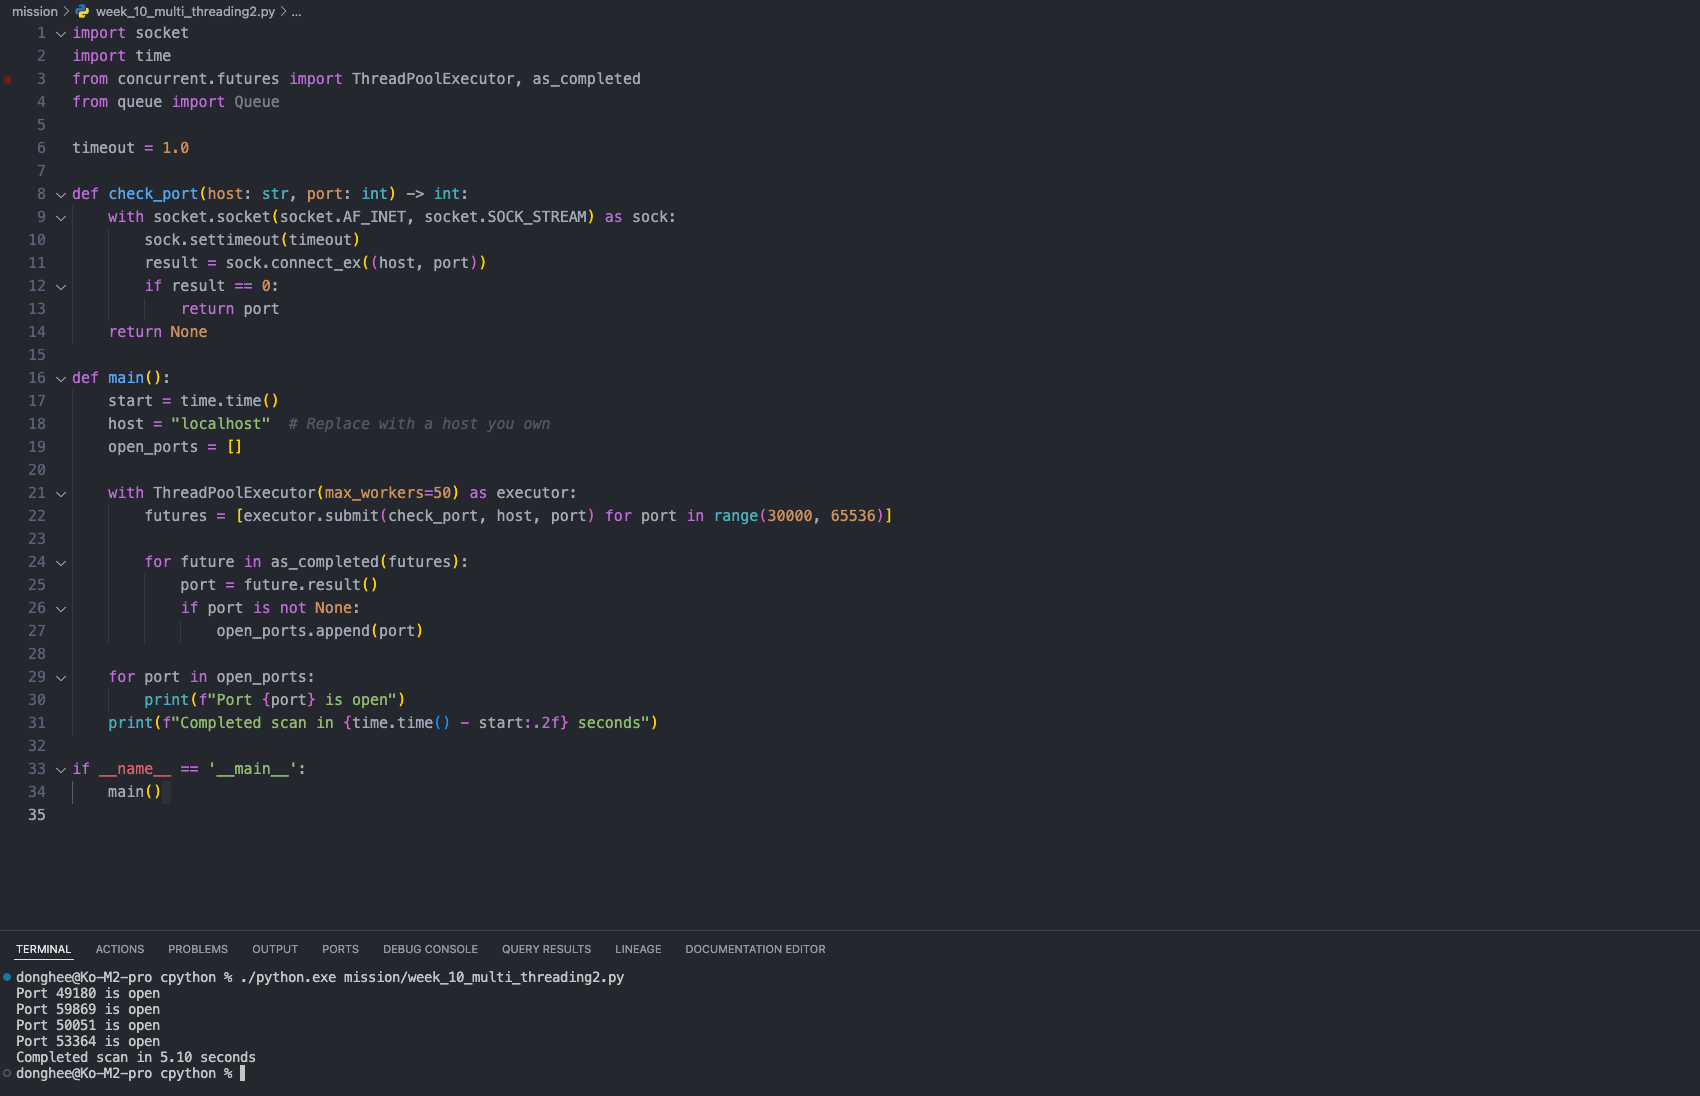 mission > week_10_multi_threading2.py > ...
1 import socket
2 import time
3 from concurrent.futures import ThreadPoolExecutor, as_completed
4 from queue import Queue
5
6 timeout = 1.0
7
8 def check_port(host: str, port: int) -> int:
9     with socket.socket(socket.AF_INET, socket.SOCK_STREAM) as sock:
10         sock.settimeout(timeout)
11         result = sock.connect_ex((host, port))
12         if result == 0:
13             return port
14     return None
15
16 def main():
17     start = time.time()
18     host = "localhost"  # Replace with a host you own
19     open_ports = []
20
21     with ThreadPoolExecutor(max_workers=50) as executor:
22         futures = [executor.submit(check_port, host, port) for port in range(30000, 65536)]
23
24         for future in as_completed(futures):
25             port = future.result()
26             if port is not None:
27                 open_ports.append(port)
28
29     for port in open_ports:
30         print(f"Port {port} is open")
31     print(f"Completed scan in {time.time() - start:.2f} seconds")
32
33 if __name__ == '__main__':
34     main()
35
TERMINAL ACTIONS PROBLEMS OUTPUT PORTS DEBUG CONSOLE QUERY RESULTS LINEAGE DOCUMENTATION EDITOR
donghee@Ko-M2-pro cpython % ./python.exe mission/week_10_multi_threading2.py
Port 49180 is open
Port 59869 is open
Port 50051 is open
Port 53364 is open
Completed scan in 5.10 seconds
donghee@Ko-M2-pro cpython %